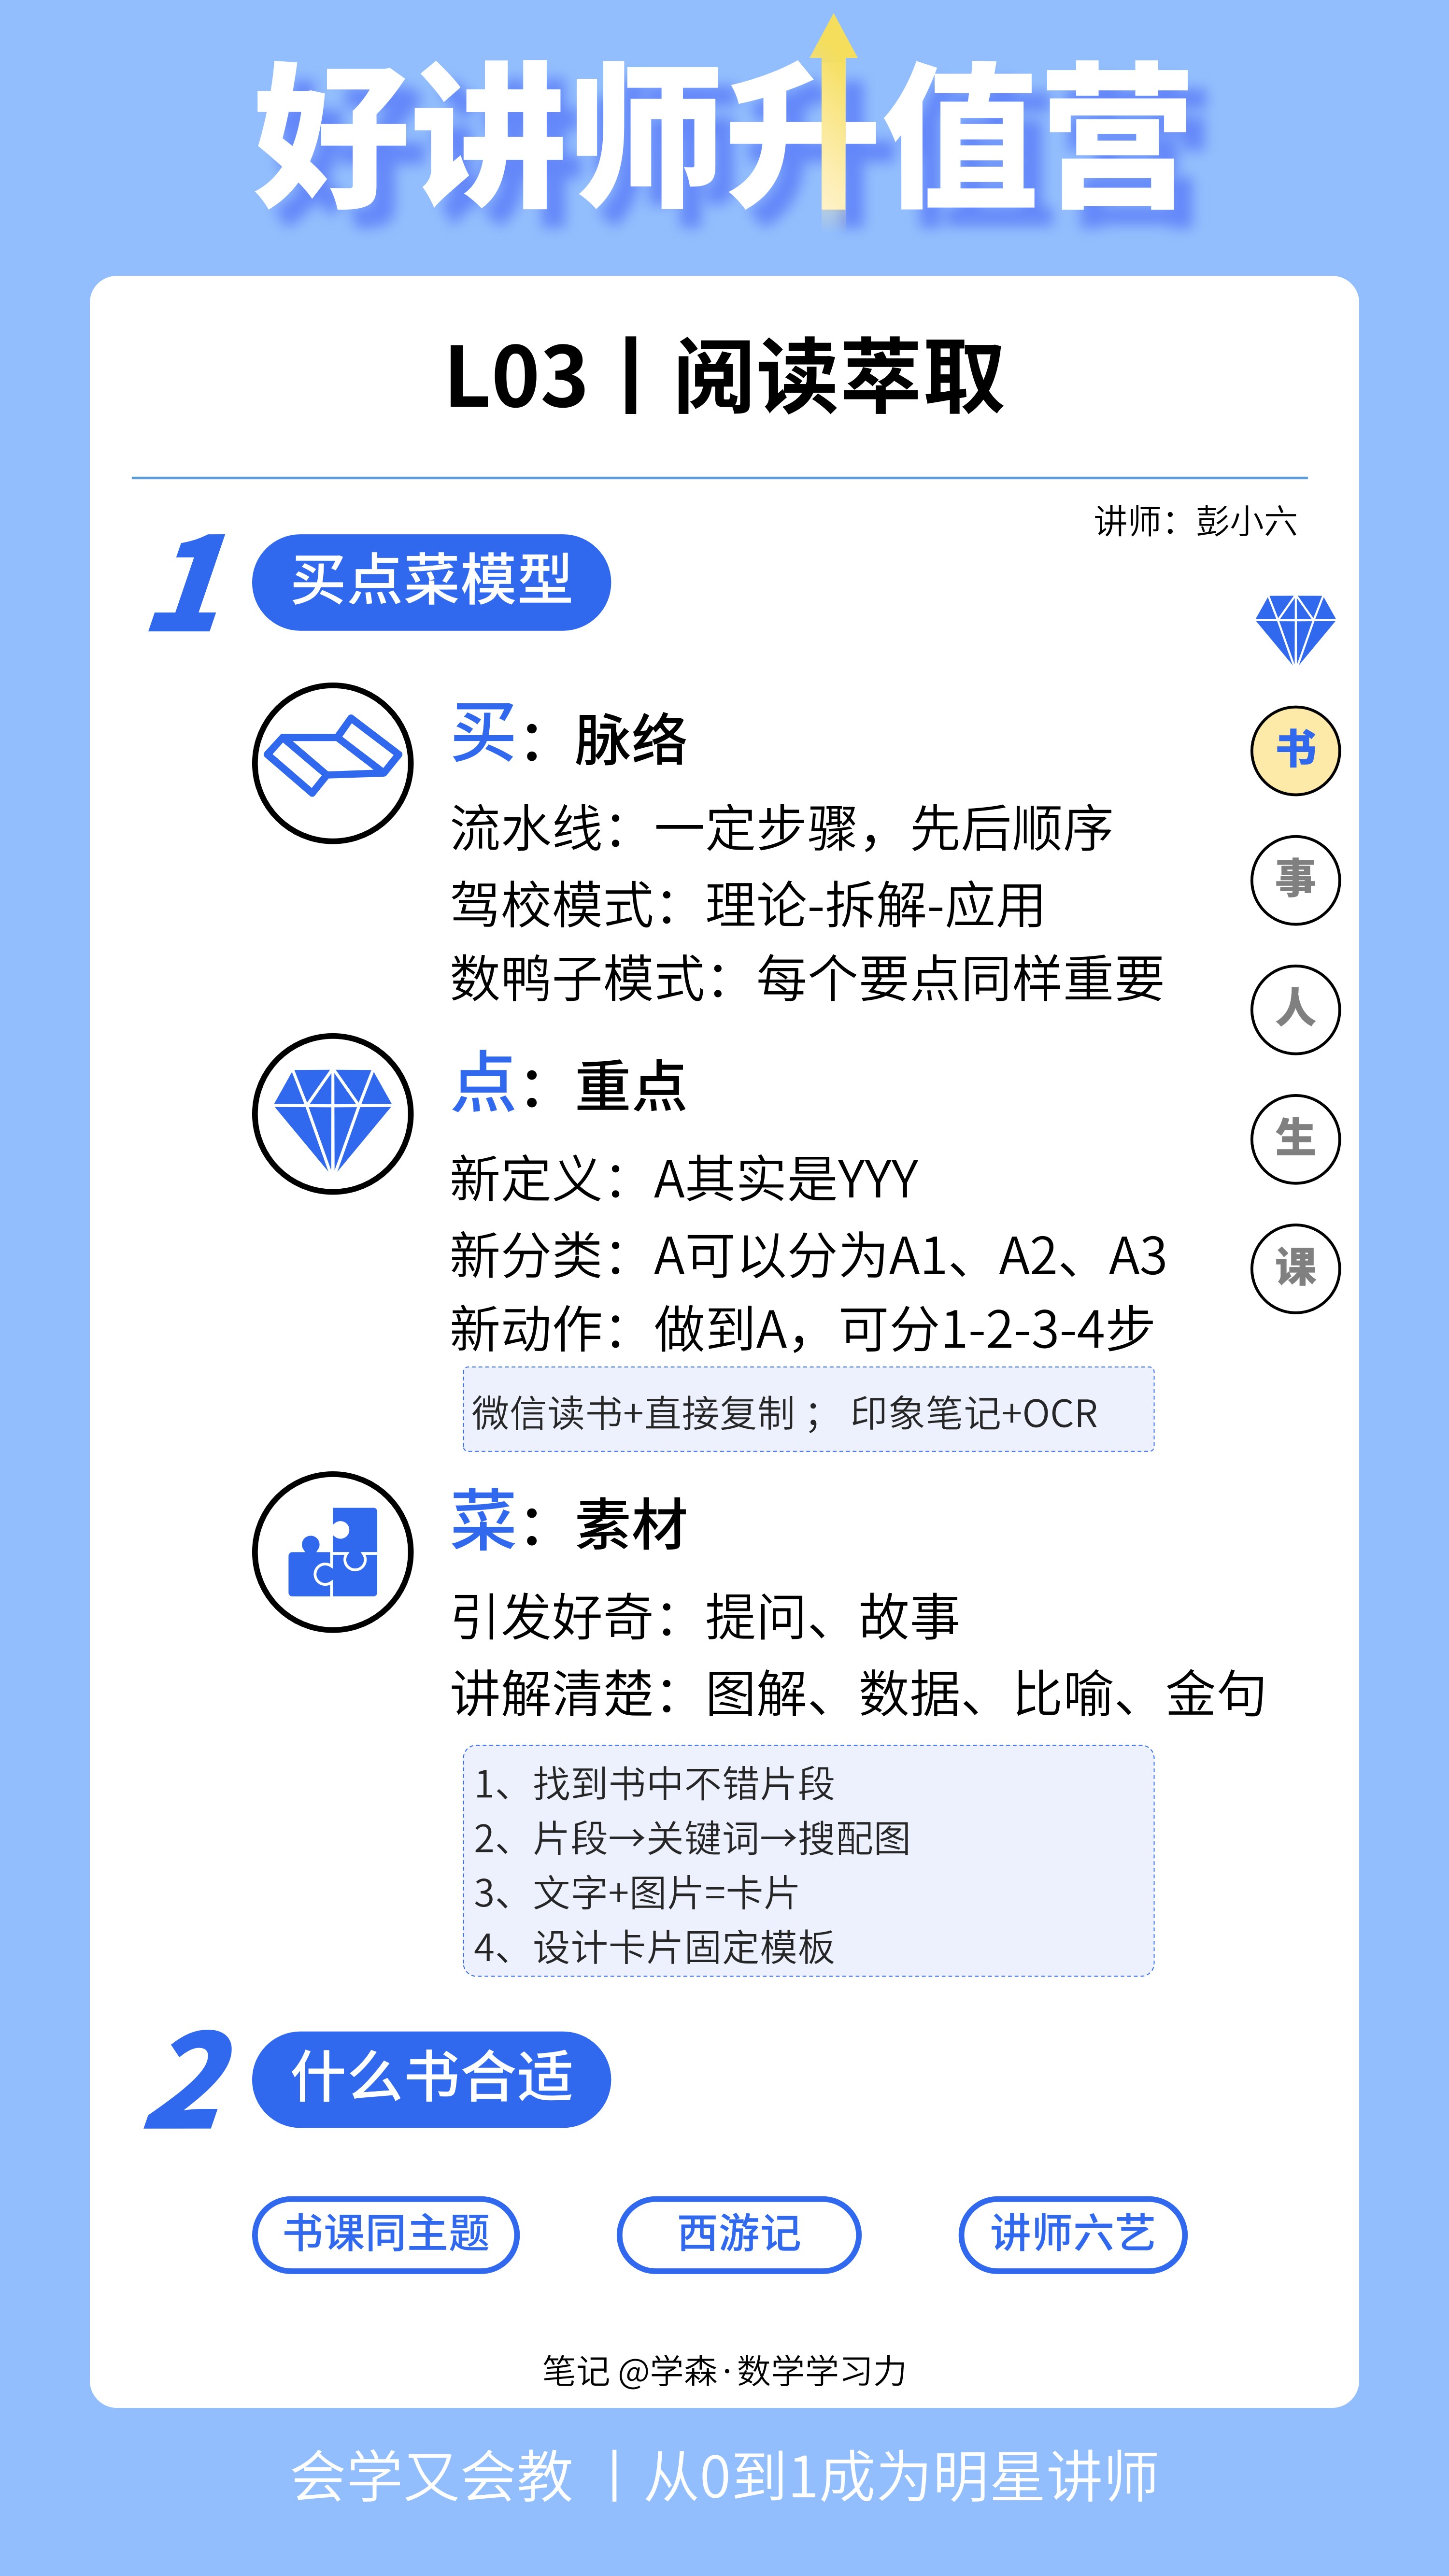 好讲师升值营
L03丨阅读萃取
讲师：彭小六
1 买点菜模型
买：脉络
流水线：一定步骤，先后顺序
驾校模式：理论-拆解-应用
数鸭子模式：每个要点同样重要
点：重点
新定义：A其实是YYY
新分类：A可以分为A1、A2、A3
新动作：做到A，可分1-2-3-4步
微信读书+直接复制； 印象笔记+OCR
菜：素材
引发好奇：提问、故事
讲解清楚：图解、数据、比喻、金句
1、找到书中不错片段
2、片段→关键词→搜配图
3、文字+图片=卡片
4、设计卡片固定模板
书
事
人
生
课
2 什么书合适
书课同主题
西游记
讲师六艺
笔记 @学森·数学学习力
会学又会教丨从0到1成为明星讲师